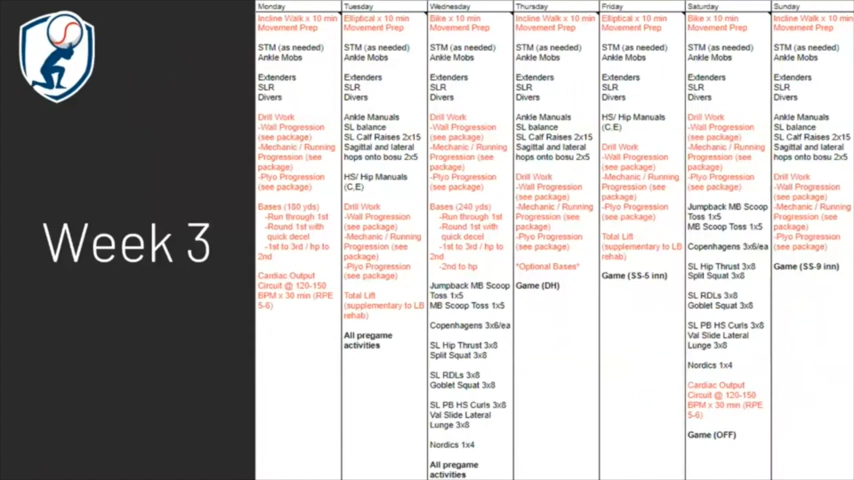 Week 3
Monday
Incline Walk x 10 min
Movement Prep
STM (as needed)
Ankle Mobs
Extenders
SLR
Divers
Drill Work
-Wall Progression
(see package)
-Mechanic / Running
Progression (see
package)
-Plyo Progression
(see package)
Bases (180 yds)
-Run through 1st
-Round 1st with
quick decel
-1st to 3rd / hp to
2nd
Cardiac Output
Circuit @ 120-150
BPM x 30 min (RPE
5-6)
Tuesday
Elliptical x 10 min
Movement Prep
STM (as needed)
Ankle Mobs
Extenders
SLR
Divers
Ankle Manuals
SL balance
SL Calf Raises 2x15
Sagittal and lateral
hops onto bosu 2x5
HS/ Hip Manuals
(C,E)
Drill Work
-Wall Progression
(see package)
-Mechanic / Running
Progression (see
package)
-Plyo Progression
(see package)
Total Lift
(supplementary to LB
rehab)
All pregame
activities
Wednesday
Bike x 10 min
Movement Prep
STM (as needed)
Ankle Mobs
Extenders
SLR
Divers
Drill Work
-Wall Progression
(see package)
-Mechanic / Running
Progression (see
package)
-Plyo Progression
(see package)
Bases (240 yds)
-Run through 1st
-Round 1st with
quick decel
-1st to 3rd / hp to
2nd
-2nd to hp
Jumpback MB Scoop
Toss 1x5
MB Scoop Toss 1x5
Copenhagens 3x6/ea
SL Hip Thrust 3x8
Split Squat 3x8
SL RDLs 3x8
Goblet Squat 3x8
SL PB HS Curls 3x8
Val Slide Lateral
Lunge 3x8
Nordics 1x4
All pregame
activities
Thursday
Incline Walk x 10 min
Movement Prep
STM (as needed)
Ankle Mobs
Extenders
SLR
Divers
Ankle Manuals
SL balance
SL Calf Raises 2x15
Sagittal and lateral
hops onto bosu 2x5
Drill Work
-Wall Progression
(see package)
-Mechanic / Running
Progression (see
package)
-Plyo Progression
(see package)
*Optional Bases*
Game (DH)
Friday
Elliptical x 10 min
Movement Prep
STM (as needed)
Ankle Mobs
Extenders
SLR
Divers
HS/ Hip Manuals
(C,E)
Drill Work
-Wall Progression
(see package)
-Mechanic / Running
Progression (see
package)
-Plyo Progression
(see package)
Total Lift
(supplementary to LB
rehab)
Game (SS-5 inn)
Saturday
Bike x 10 min
Movement Prep
STM (as needed)
Ankle Mobs
Extenders
SLR
Divers
Drill Work
-Wall Progression
(see package)
-Mechanic / Running
Progression (see
package)
-Plyo Progression
(see package)
Jumpback MB Scoop
Toss 1x5
MB Scoop Toss 1x5
Copenhagens 3x6/ea
SL Hip Thrust 3x8
Split Squat 3x8
SL RDLs 3x8
Goblet Squat 3x8
SL PB HS Curls 3x8
Val Slide Lateral
Lunge 3x8
Nordics 1x4
Cardiac Output
Circuit @ 120-150
BPM x 30 min (RPE
5-6)
Game (OFF)
Sunday
Incline Walk x 10 min
Movement Prep
STM (as needed)
Ankle Mobs
Extenders
SLR
Divers
Ankle Manuals
SL balance
SL Calf Raises 2x15
Sagittal and lateral
hops onto bosu 2x5
Drill Work
-Wall Progression
(see package)
-Mechanic / Running
Progression (see
package)
-Plyo Progression
(see package)
Game (SS-9 inn)